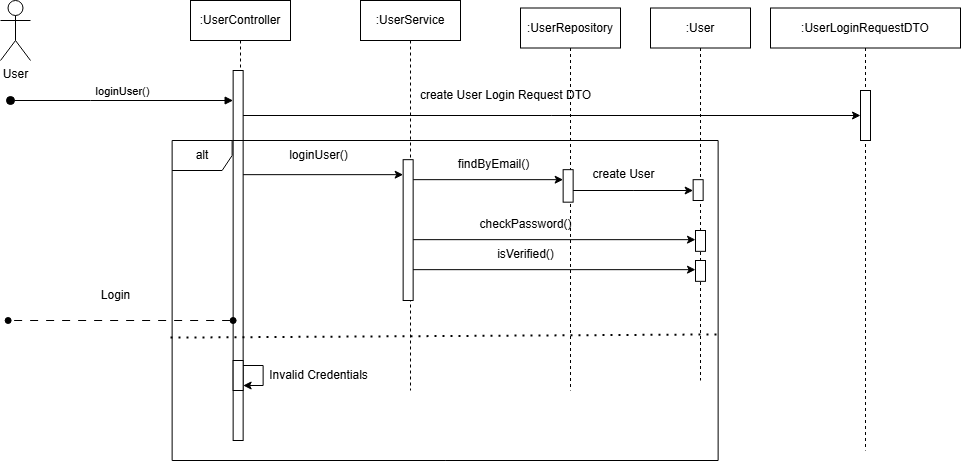 :UserController
:UserService
:UserRepository
:User
:UserLoginRequestDTO
User
loginUser()
create User Login Request DTO
alt
loginUser()
findByEmail()
create User
checkPassword()
isVerified()
Login
Invalid Credentials